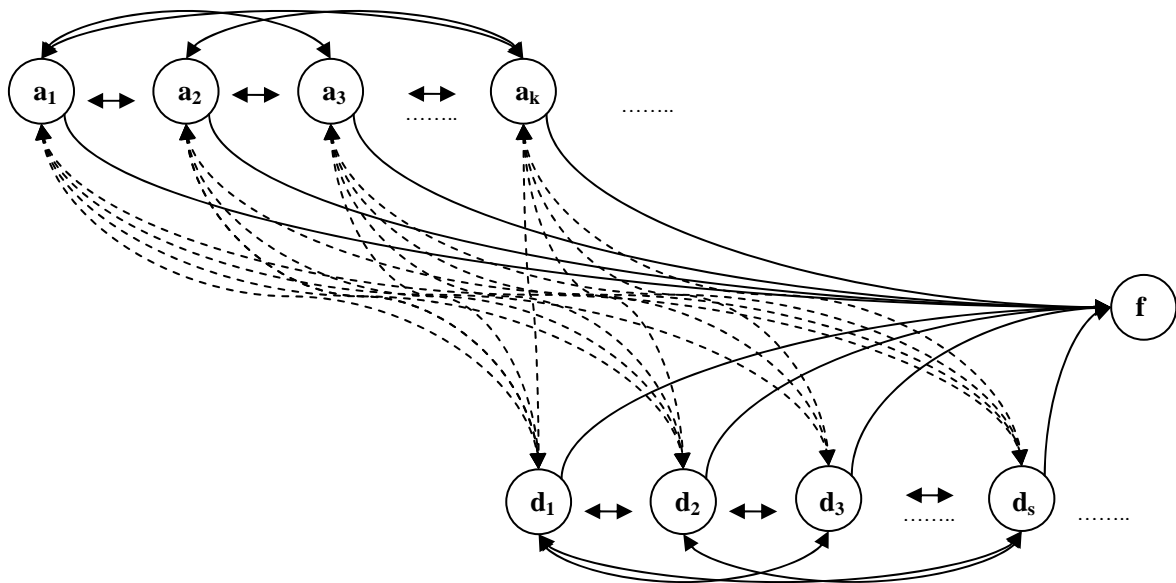 a₁ a₂ a₃ …….. aₖ ……..
f
d₁ d₂ d₃ …….. dₛ ……..